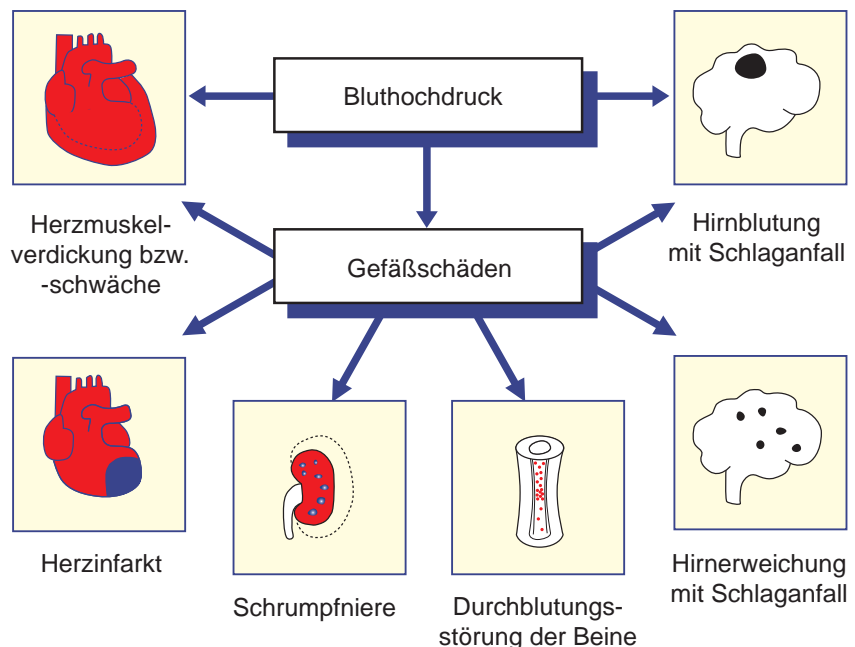 Bluthochdruck
Herzmuskel-
verdickung bzw.
-schwäche
Hirnblutung
mit Schlaganfall
Gefäßschäden
Herzinfarkt
Schrumpfniere
Durchblutungs-
störung der Beine
Hirnerweichung
mit Schlaganfall